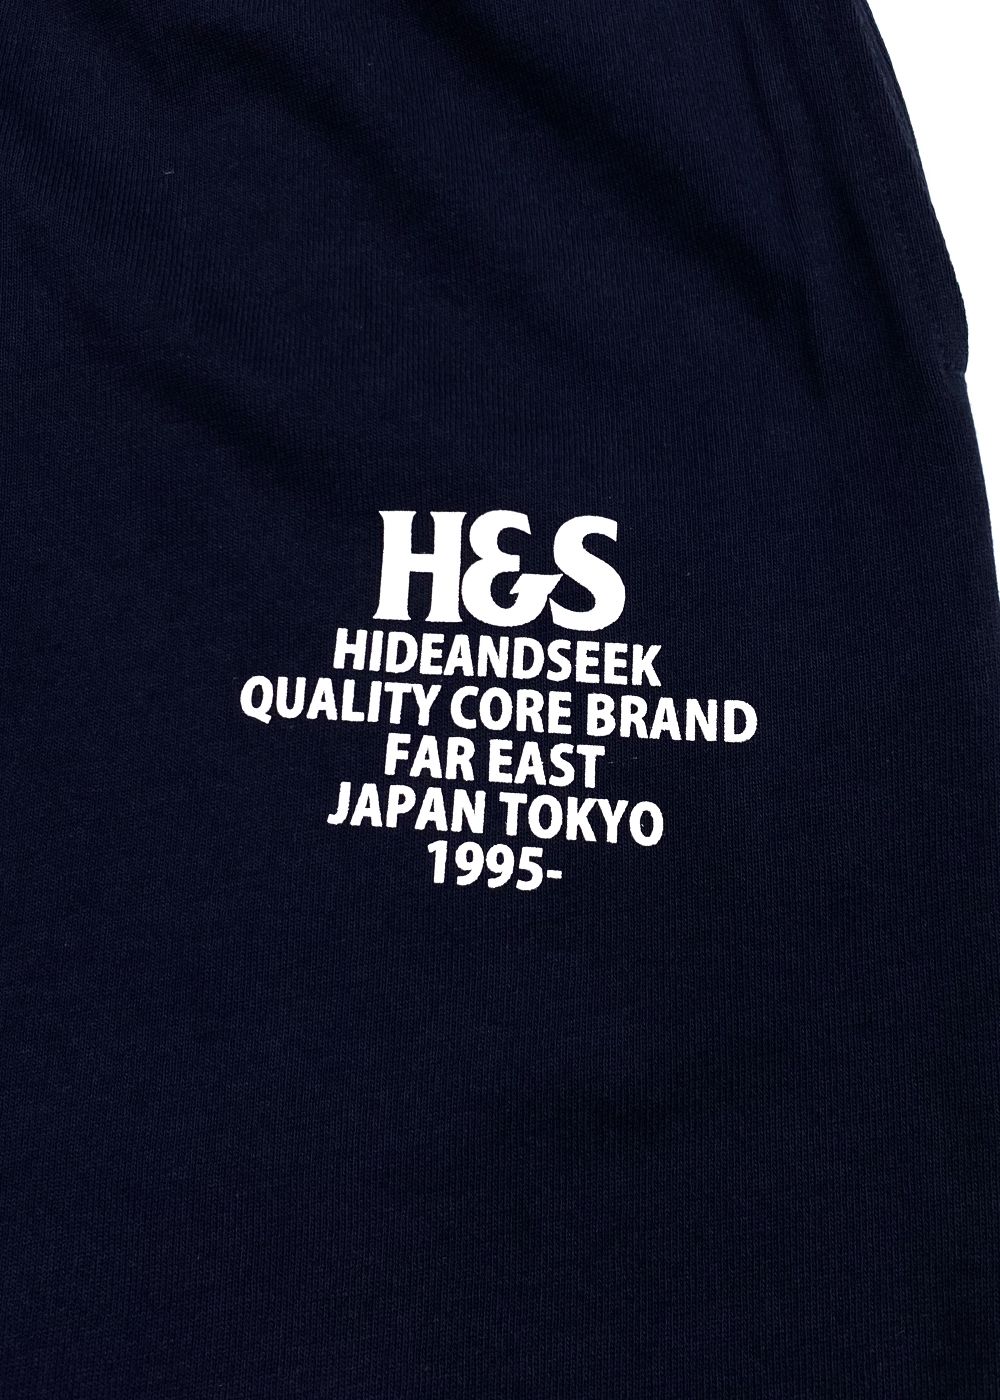 H&S
HIDEANDSEEK
QUALITY CORE BRAND
FAR EAST
JAPAN TOKYO
1995-